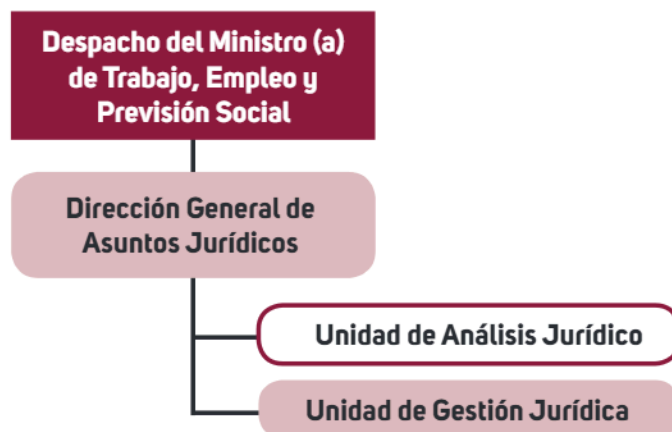 Despacho del Ministro (a)
de Trabajo, Empleo y
Previsión Social
Dirección General de
Asuntos Jurídicos
Unidad de Análisis Jurídico
Unidad de Gestión Jurídica